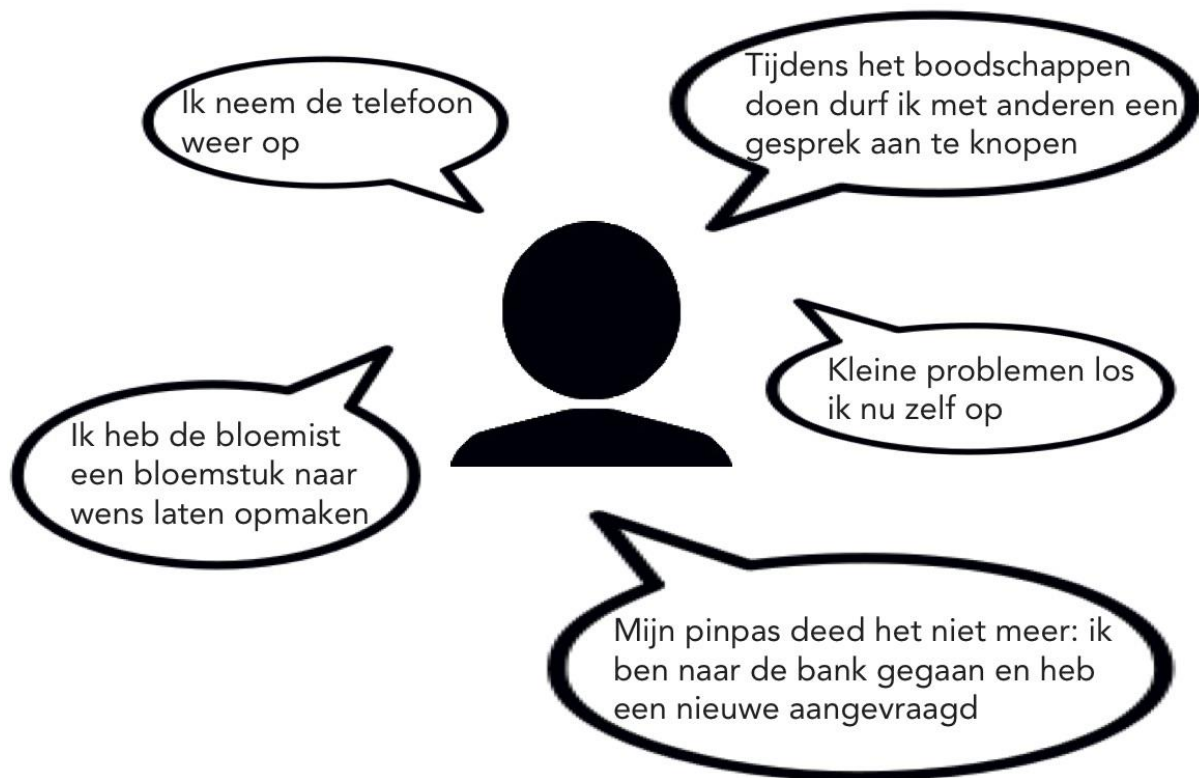 Ik neem de telefoon
weer op
Tijdens het boodschappen
doen durf ik met anderen een
gesprek aan te knopen
Kleine problemen los
ik nu zelf op
Ik heb de bloemist
een bloemstuk naar
wens laten opmaken
Mijn pinpas deed het niet meer: ik
ben naar de bank gegaan en heb
een nieuwe aangevraagd